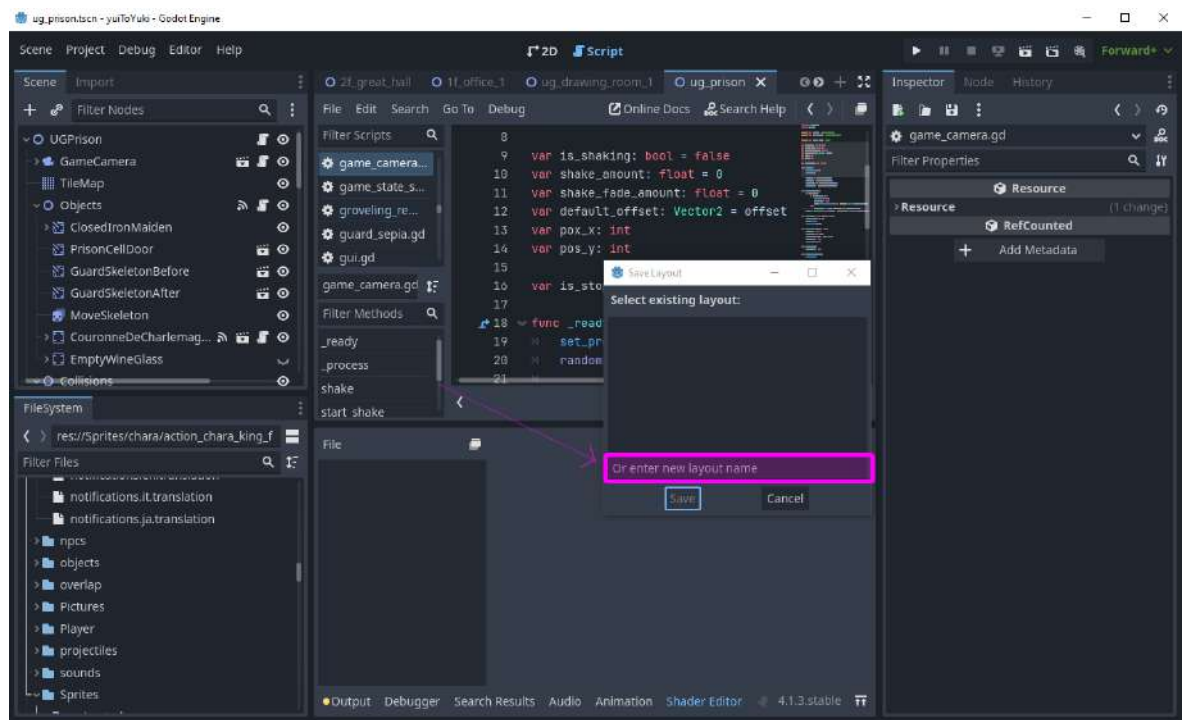 ug_prison.tscn - yuiToYuki - Godot Engine
Scene Project Debug Editor Help
2D Script
Forward+
Scene Import
2f_great_hall 1f_office_1 ug_drawing_room_1 ug_prison
Inspector Node History
Filter Nodes
File Edit Search Go To Debug Online Docs Search Help
Filter Scripts
game_camera.gd
UGPrison
GameCamera
TileMap
Objects
ClosedIronMaiden
PrisonCellDoor
GuardSkeletonBefore
GuardSkeletonAfter
MoveSkeleton
CouronneDeCharlemag...
EmptyWineGlass
Collisions
game_camera...
game_state_s...
groveling_re...
guard_sepia.gd
gui.gd
game_camera.gd
Filter Methods
_ready
_process
shake
start_shake
8
9 var is_shaking: bool = false
10 var shake_amount: float = 0
11 var shake_fade_amount: float = 0
12 var default_offset: Vector2 = offset
13 var pox_x: int
14 var pos_y: int
15
16 var is_sto
17
18 func _read
19 set_pr
20 random
21
Filter Properties
Resource
Resource (1 change)
RefCounted
Add Metadata
Save Layout
Select existing layout:
Or enter new layout name
Save Cancel
FileSystem
res://Sprites/chara/action_chara_king_f
Filter Files
notifications.it.translation
notifications.ja.translation
npcs
objects
overlap
Pictures
Player
projectiles
sounds
Sprites
File
Output Debugger Search Results Audio Animation Shader Editor 4.1.3.stable